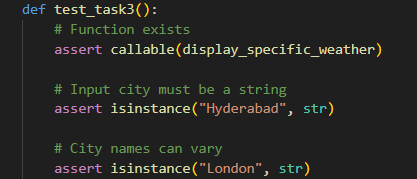 def test_task3():
    # Function exists
    assert callable(display_specific_weather)
    # Input city must be a string
    assert isinstance("Hyderabad", str)
    # City names can vary
    assert isinstance("London", str)